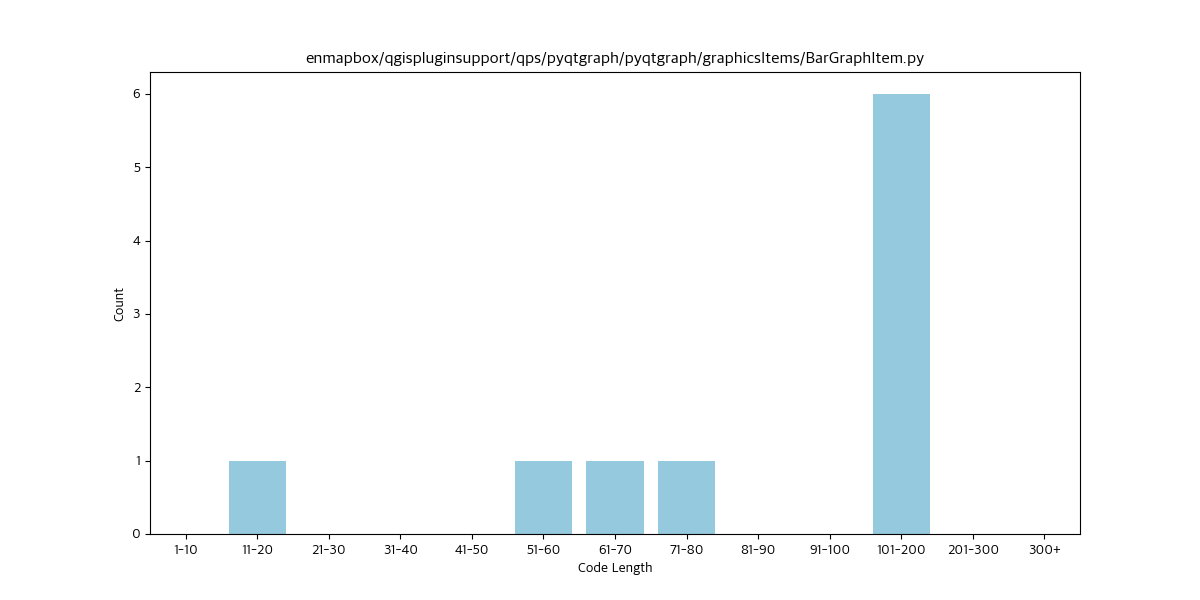 enmapbox/qgispluginsupport/qps/pyqtgraph/pyqtgraph/graphicsItems/BarGraphItem.py
6
5
4
3
2
1
0
Count
1-10 11-20 21-30 31-40 41-50 51-60 61-70 71-80 81-90 91-100 101-200 201-300 300+
Code Length